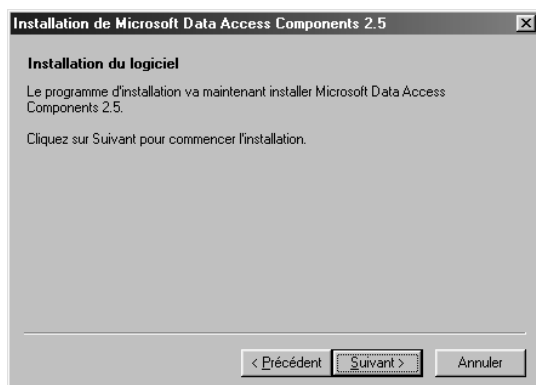 Installation de Microsoft Data Access Components 2.5
Installation du logiciel
Le programme d'installation va maintenant installer Microsoft Data Access
Components 2.5.
Cliquez sur Suivant pour commencer l'installation.
< Précédent Suivant > Annuler